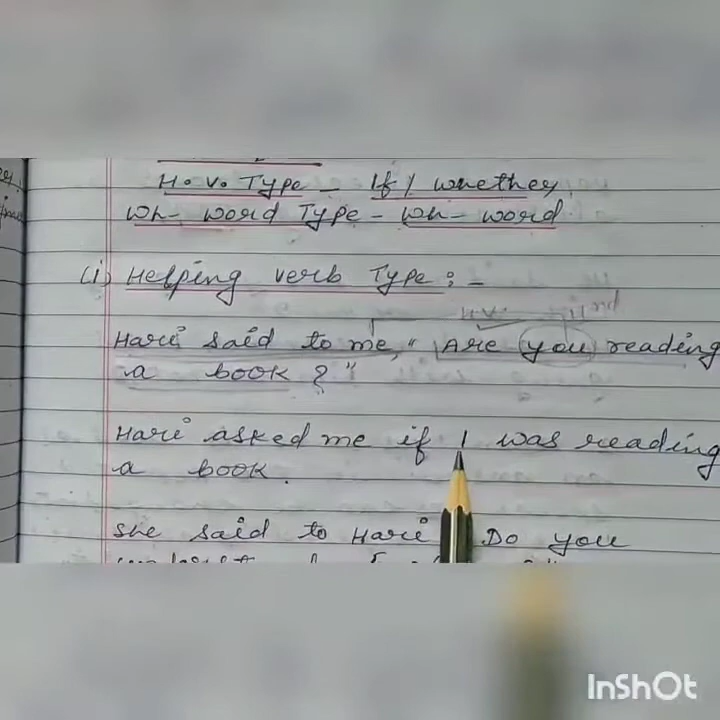 H.V. Type - If / whether
Wh- word Type - Wh- word
(i) Helping verb Type :-
H.V.
Hari said to me, " Are you reading
a book ? "
Hari asked me if I was reading
a book.
She said to Hari Do you
InShOt